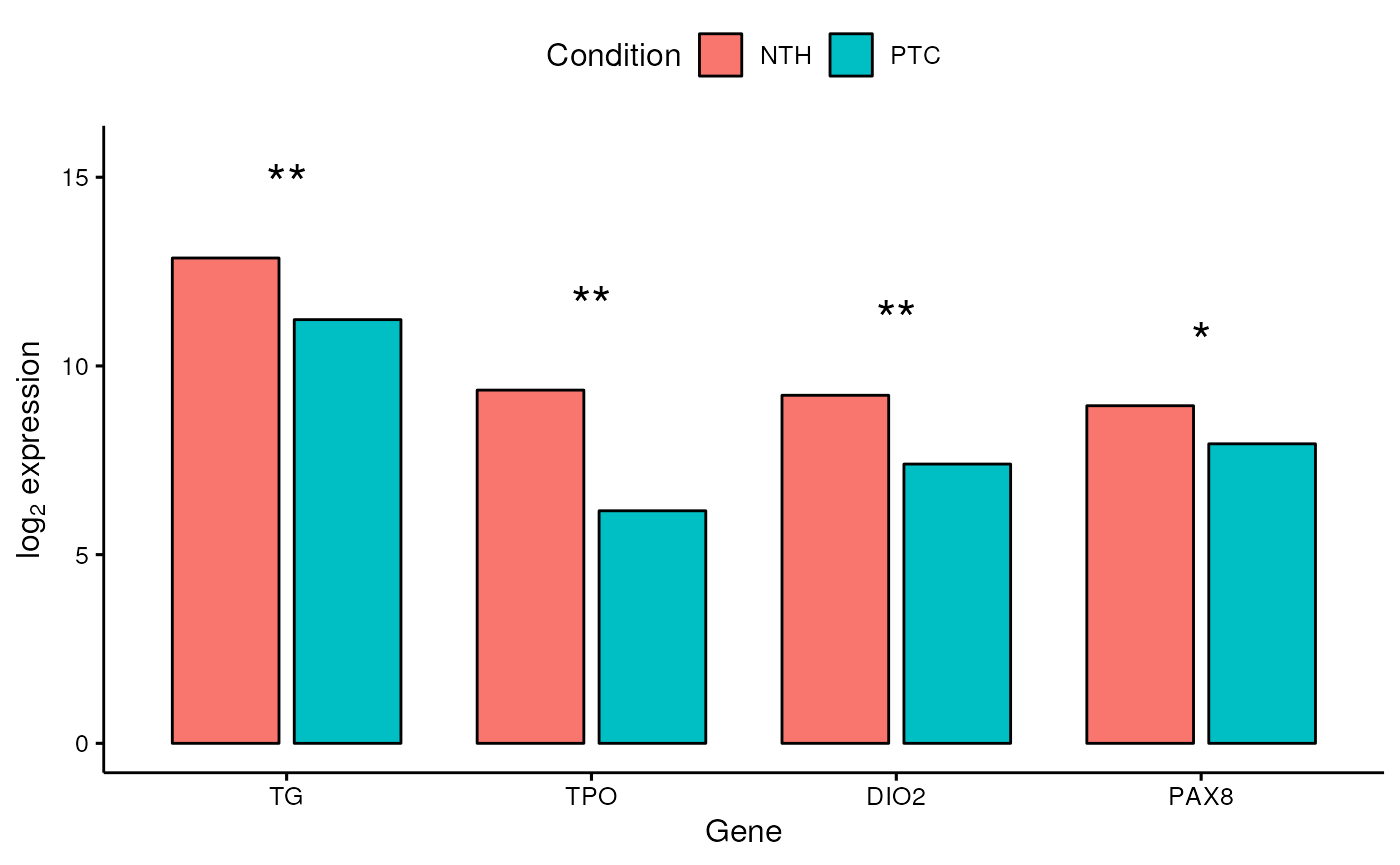 Condition NTH PTC
15
10
5
0
**
**
**
*
log₂ expression
TG TPO DIO2 PAX8
Gene